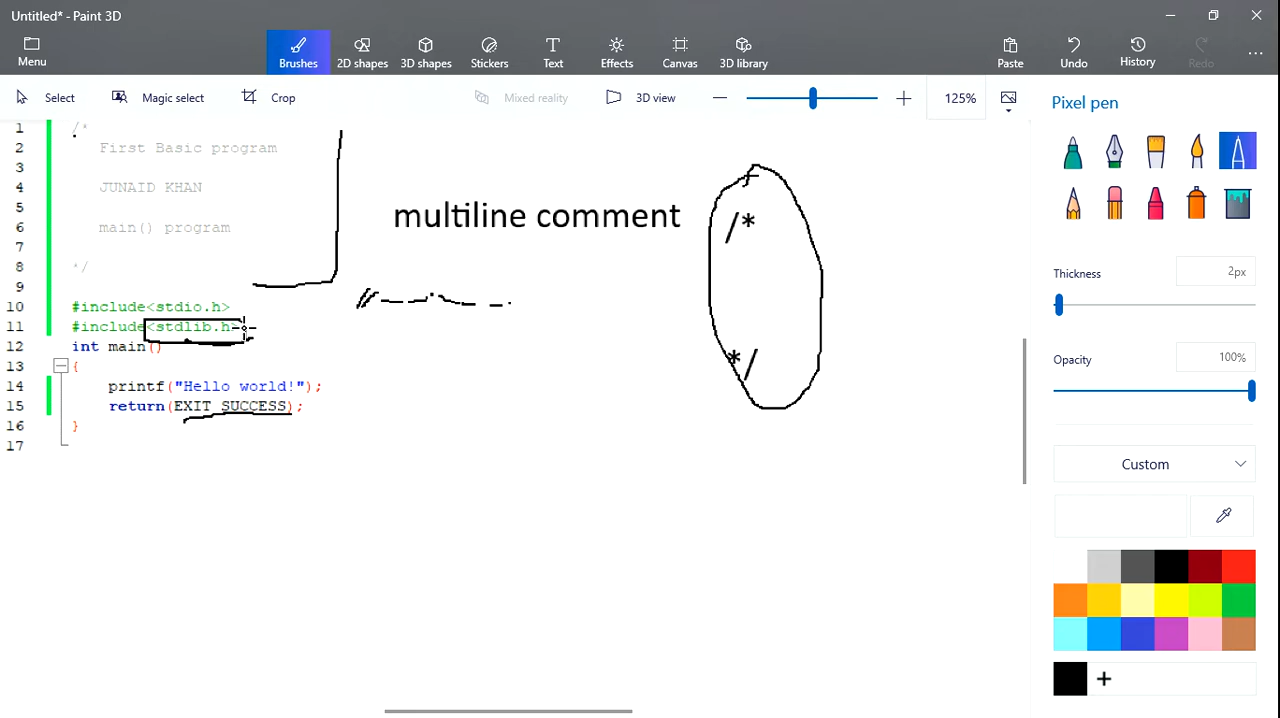 Untitled* - Paint 3D
Menu
Brushes
2D shapes
3D shapes
Stickers
Text
Effects
Canvas
3D library
Paste
Undo
History
Redo
Select
Magic select
Crop
Mixed reality
3D view
125%
Pixel pen
1 /*
2 First Basic program
3
4 JUNAID KHAN
5
6 main() program
7
8 */
9
10 #include<stdio.h>
11 #include<stdlib.h>
12 int main()
13 {
14 printf("Hello world!");
15 return(EXIT_SUCCESS);
16 }
17
multiline comment
/*
*/
//
Thickness
2px
Opacity
100%
Custom
+